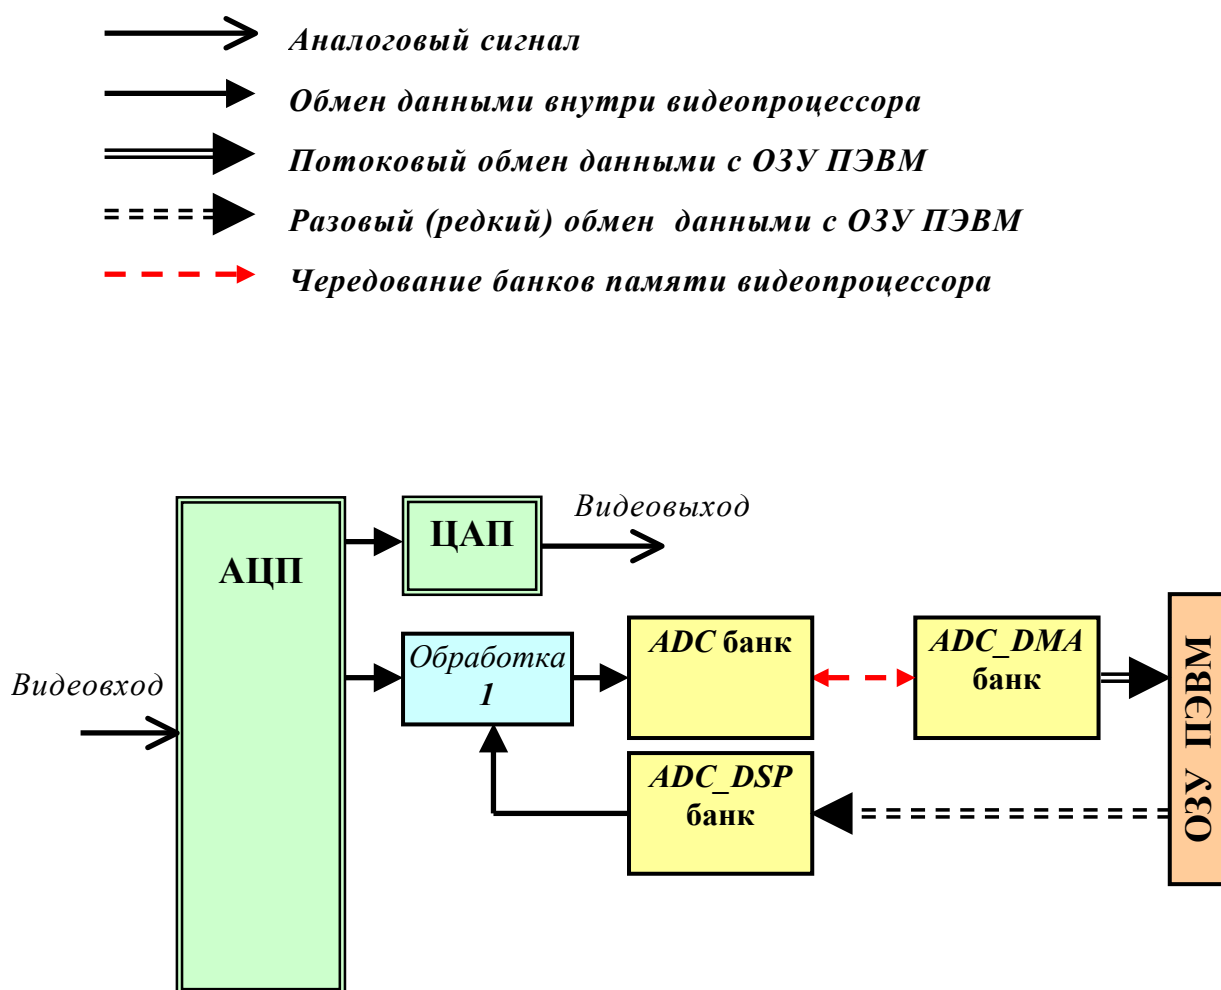 Аналоговый сигнал
Обмен данными внутри видеопроцессора
Потоковый обмен данными с ОЗУ ПЭВМ
Разовый (редкий) обмен данными с ОЗУ ПЭВМ
Чередование банков памяти видеопроцессора
Видеовыход
ЦАП
АЦП
ADC банк
ADC_DMA
банк
Обработка
1
Видеовход
ОЗУ ПЭВМ
ADC_DSP
банк